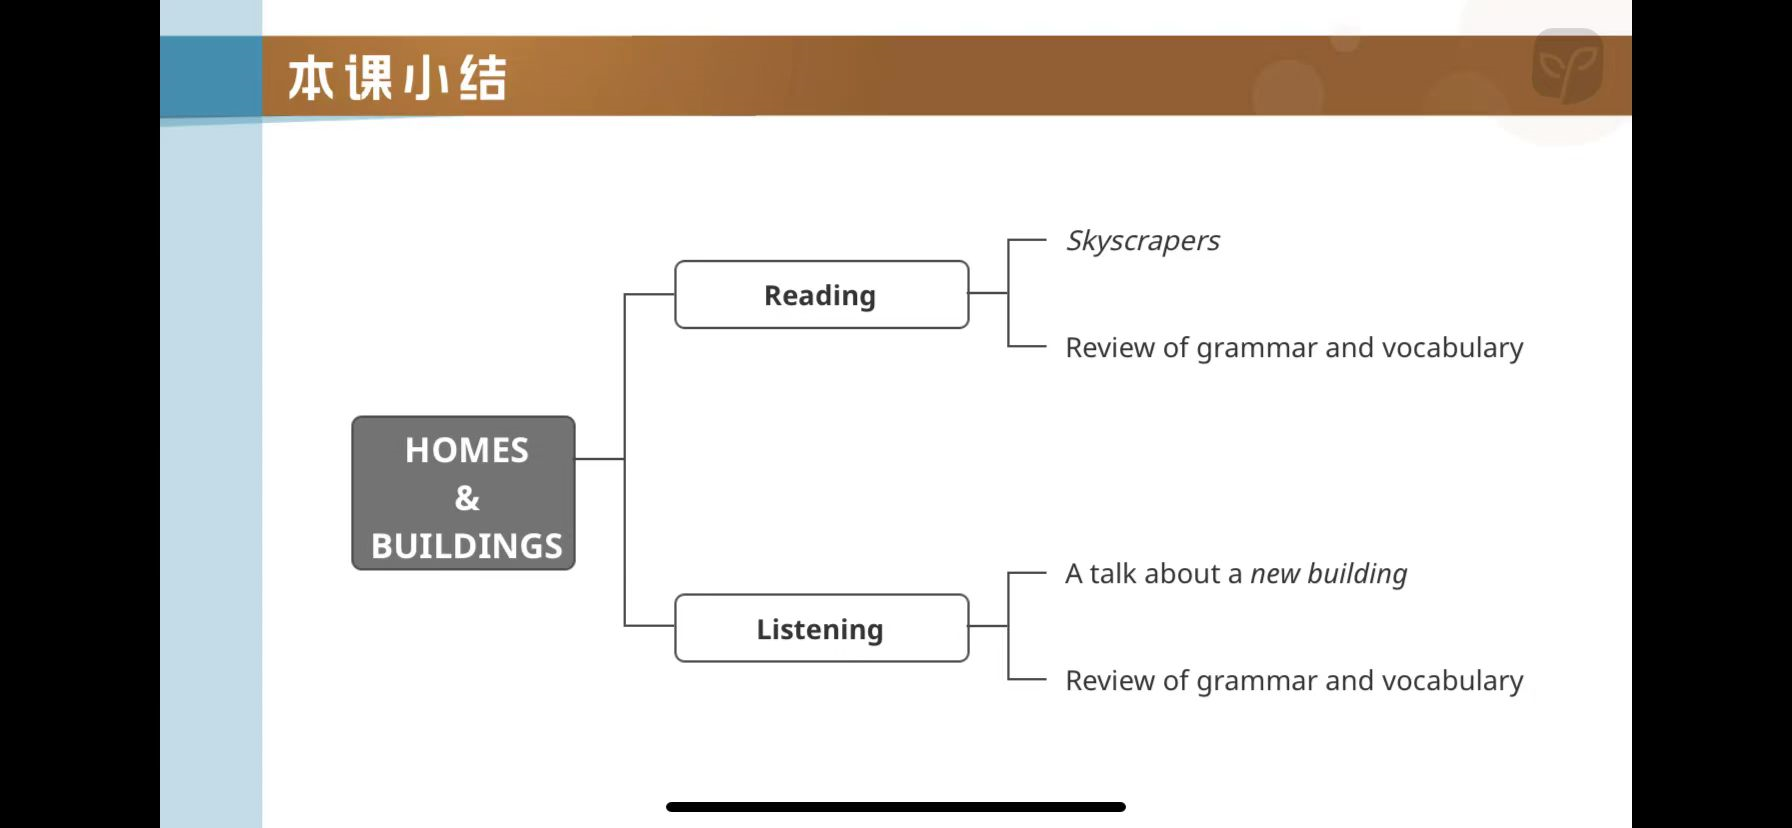 本课小结
Skyscrapers
Reading
Review of grammar and vocabulary
HOMES
&
BUILDINGS
A talk about a new building
Listening
Review of grammar and vocabulary